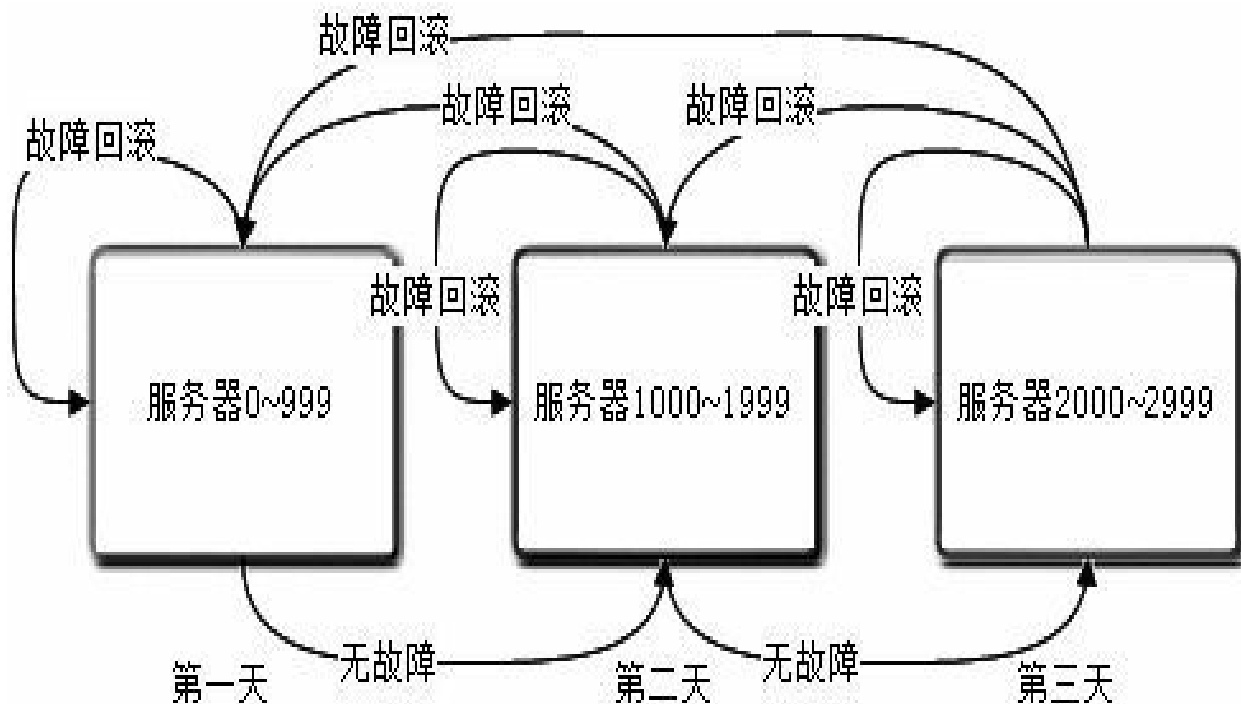 故障回滚
故障回滚
故障回滚
故障回滚
故障回滚
故障回滚
服务器0~999
服务器1000~1999
服务器2000~2999
无故障
无故障
第一天
第二天
第三天